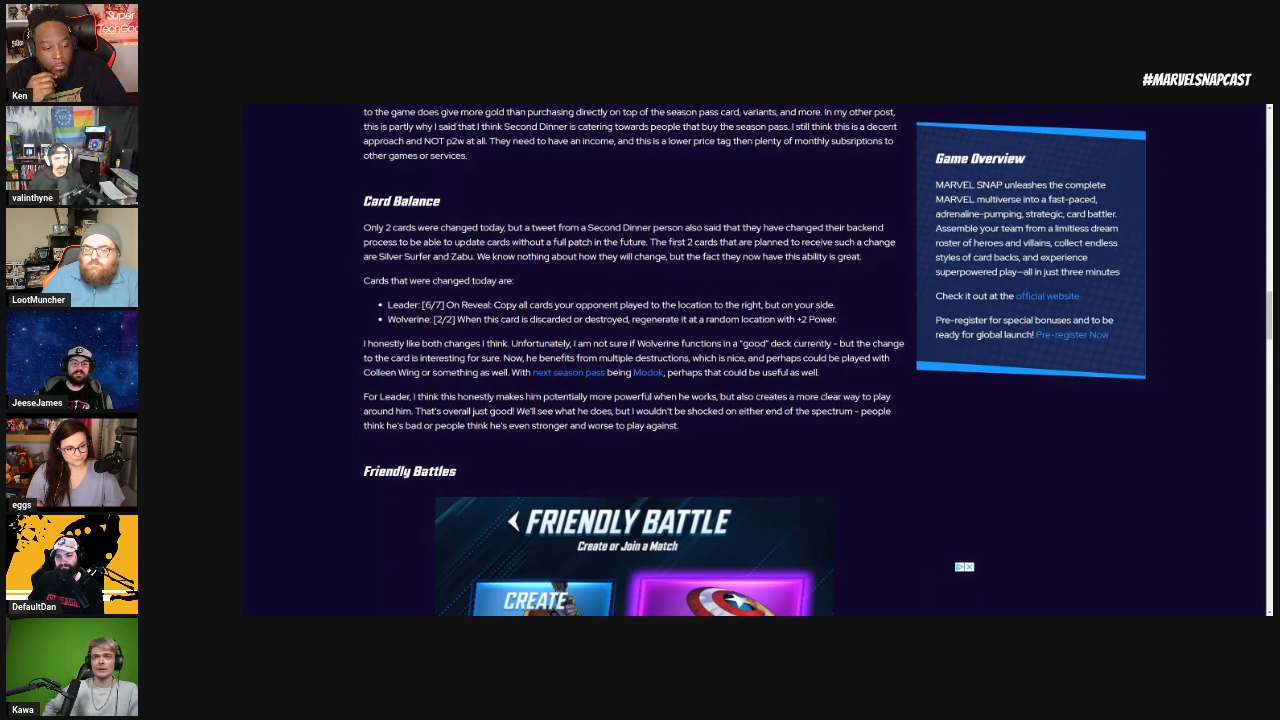 Super
TechGod
Ken
valinthyne
LootMuncher
JeeseJames
eggs
DefaultDan
Kawa
#MARVELSNAPCAST
to the game does give more gold than purchasing directly on top of the season pass card, variants, and more. In my other post,
this is partly why I said that I think Second Dinner is catering towards people that buy the season pass. I still think this is a decent
approach and NOT p2w at all. They need to have an income, and this is a lower price tag then plenty of monthly subsriptions to
other games or services.
Card Balance
Only 2 cards were changed today, but a tweet from a Second Dinner person also said that they have changed their backend
process to be able to update cards without a full patch in the future. The first 2 cards that are planned to receive such a change
are Silver Surfer and Zabu. We know nothing about how they will change, but the fact they now have this ability is great.
Cards that were changed today are:
• Leader: [6/7] On Reveal: Copy all cards your opponent played to the location to the right, but on your side.
• Wolverine: [2/2] When this card is discarded or destroyed, regenerate it at a random location with +2 Power.
I honestly like both changes I think. Unfortunately, I am not sure if Wolverine functions in a "good" deck currently - but the change
to the card is interesting for sure. Now, he benefits from multiple destructions, which is nice, and perhaps could be played with
Colleen Wing or something as well. With next season pass being Modok, perhaps that could be useful as well.
For Leader, I think this honestly makes him potentially more powerful when he works, but also creates a more clear way to play
around him. That's overall just good! We'll see what he does, but I wouldn't be shocked on either end of the spectrum - people
think he's bad or people think he's even stronger and worse to play against.
Friendly Battles
FRIENDLY BATTLE
Create or Join a Match
CREATE
Game Overview
MARVEL SNAP unleashes the complete
MARVEL multiverse into a fast-paced,
adrenaline-pumping, strategic, card battler.
Assemble your team from a limitless dream
roster of heroes and villains, collect endless
styles of card backs, and experience
superpowered play—all in just three minutes
Check it out at the official website
Pre-register for special bonuses and to be
ready for global launch! Pre-register Now